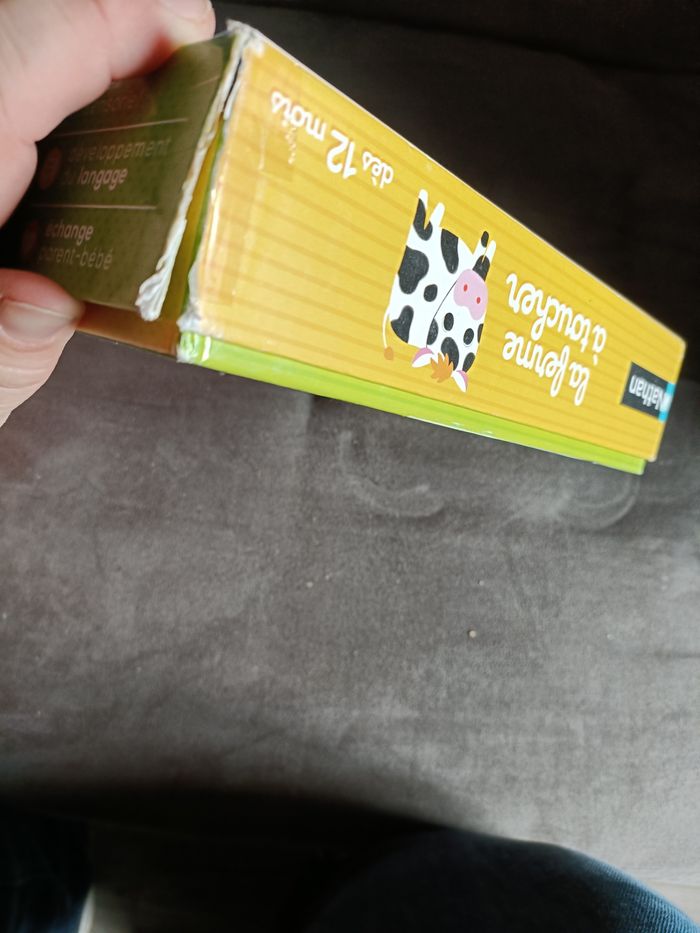 développement
du langage
échange
parent-bébé
dès 12 mois
la ferme
à toucher
Nathan